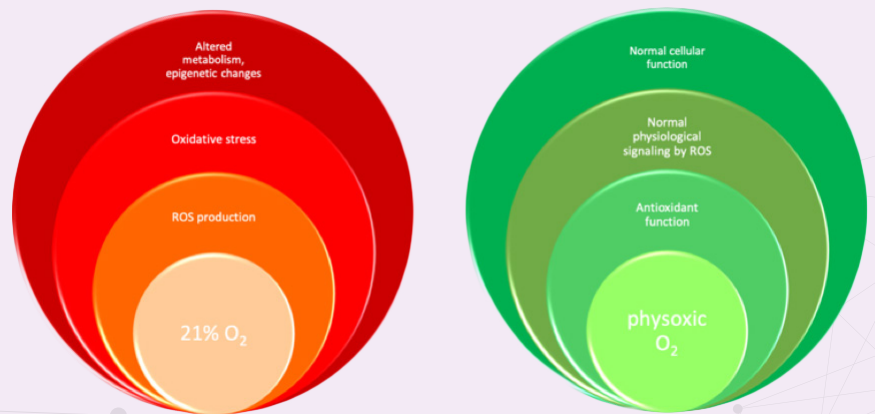 Altered
metabolism,
epigenetic changes
Oxidative stress
ROS production
21% O₂
Normal cellular
function
Normal
physiological
signaling by ROS
Antioxidant
function
physoxic
O₂